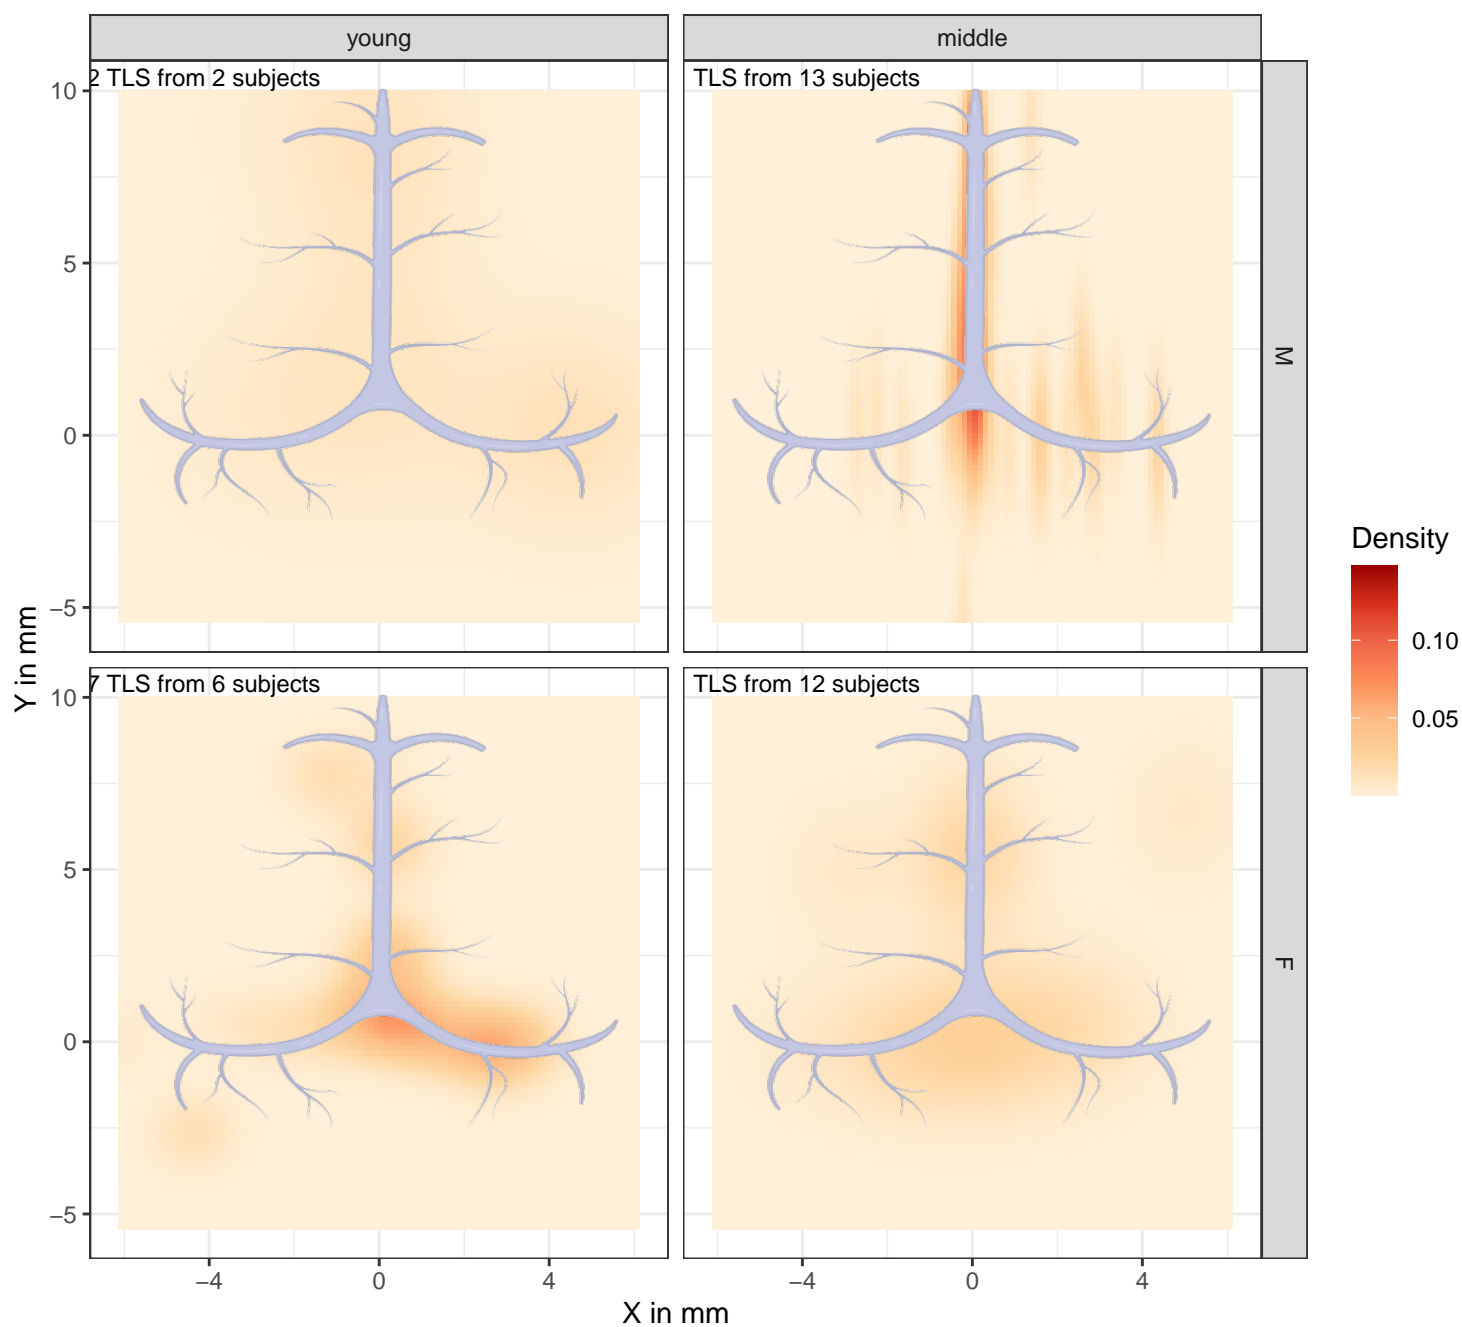 young
middle
2 TLS from 2 subjects
TLS from 13 subjects
M
10
5
0
−5
7 TLS from 6 subjects
TLS from 12 subjects
F
10
5
0
−5
−4
0
4
−4
0
4
X in mm
Y in mm
Density
0.10
0.05